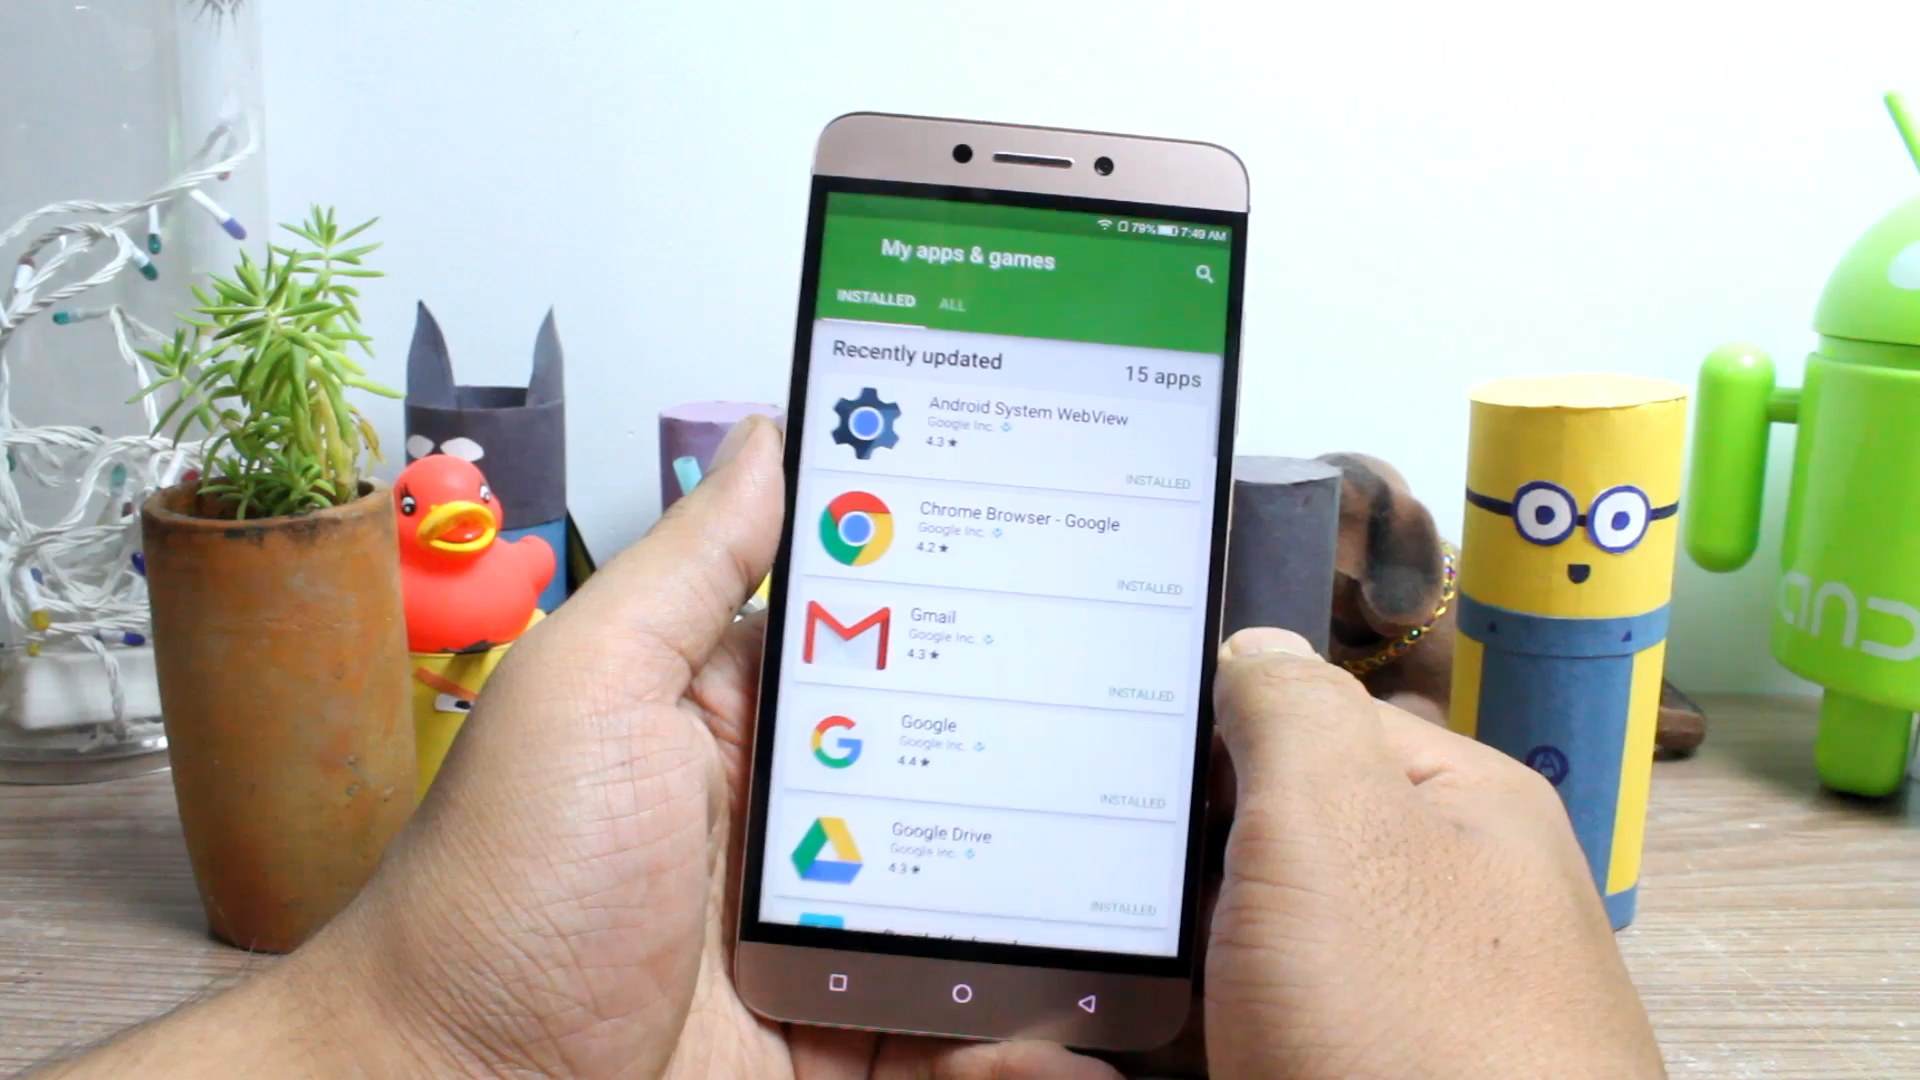 79% 7:49 AM
My apps & games
INSTALLED ALL
Recently updated 15 apps
Android System WebView
Google Inc.
4.3★
INSTALLED
Chrome Browser - Google
Google Inc.
4.2★
INSTALLED
Gmail
Google Inc.
4.3★
INSTALLED
Google
Google Inc.
4.4★
INSTALLED
Google Drive
Google Inc.
4.3★
INSTALLED